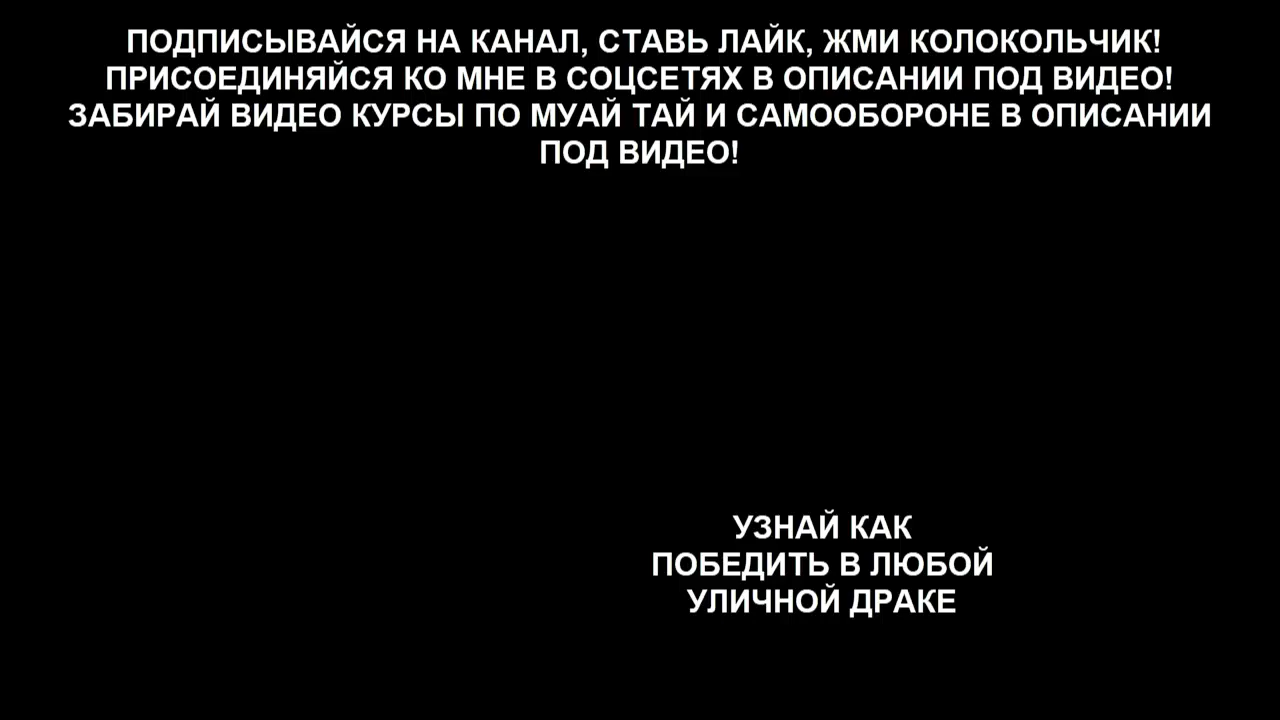 ПОДПИСЫВАЙСЯ НА КАНАЛ, СТАВЬ ЛАЙК, ЖМИ КОЛОКОЛЬЧИК!
ПРИСОЕДИНЯЙСЯ КО МНЕ В СОЦСЕТЯХ В ОПИСАНИИ ПОД ВИДЕО!
ЗАБИРАЙ ВИДЕО КУРСЫ ПО МУАЙ ТАЙ И САМООБОРОНЕ В ОПИСАНИИ
ПОД ВИДЕО!
УЗНАЙ КАК
ПОБЕДИТЬ В ЛЮБОЙ
УЛИЧНОЙ ДРАКЕ